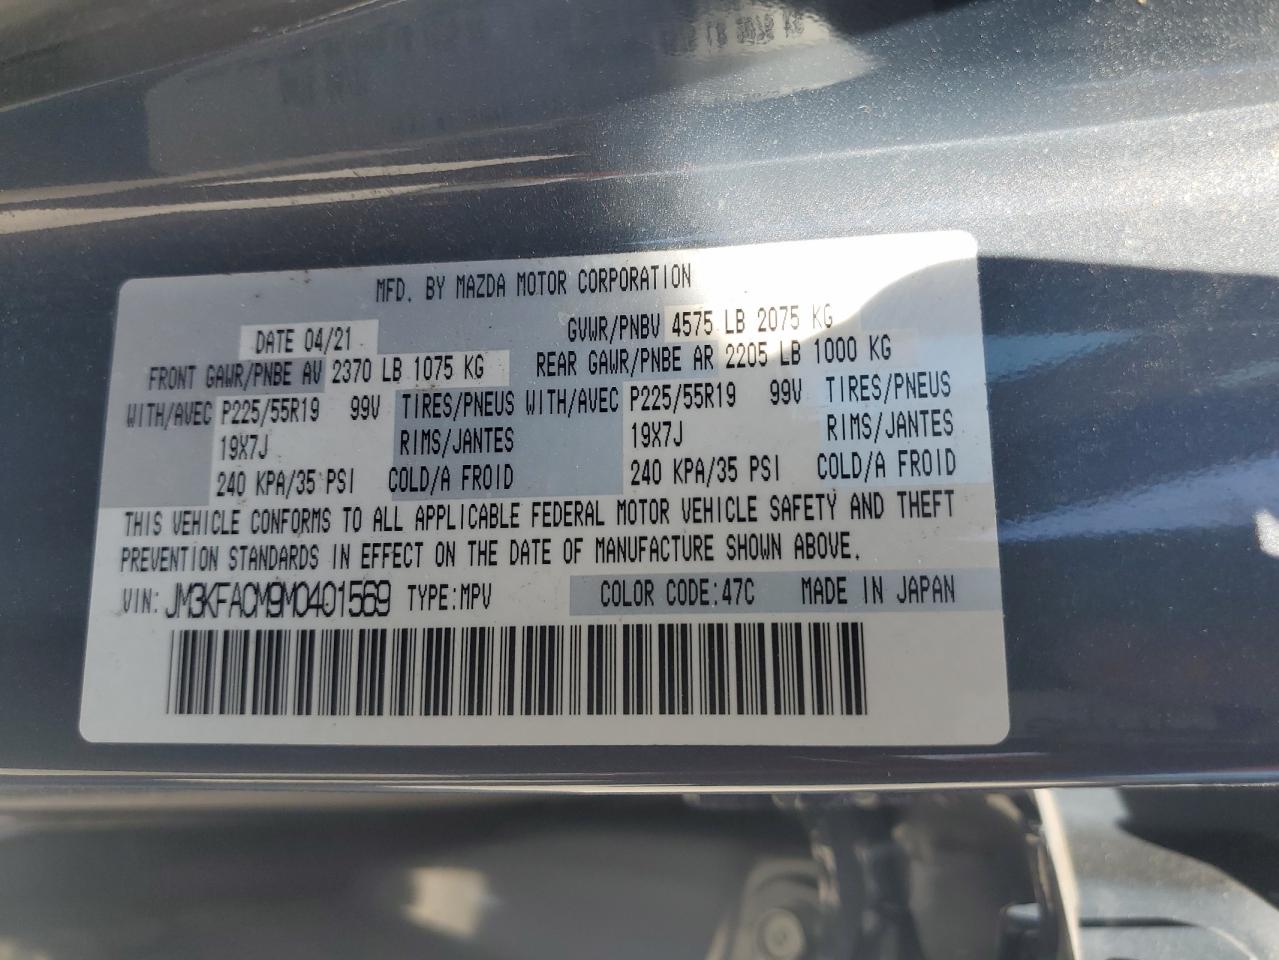 MFD. BY MAZDA MOTOR CORPORATION
DATE 04/21 GVWR/PNBV 4575 LB 2075 KG
FRONT GAWR/PNBE AV 2370 LB 1075 KG REAR GAWR/PNBE AR 2205 LB 1000 KG
WITH/AVEC P225/55R19 99V TIRES/PNEUS WITH/AVEC P225/55R19 99V TIRES/PNEUS
19X7J RIMS/JANTES 19X7J RIMS/JANTES
240 KPA/35 PSI COLD/A FROID 240 KPA/35 PSI COLD/A FROID
THIS VEHICLE CONFORMS TO ALL APPLICABLE FEDERAL MOTOR VEHICLE SAFETY AND THEFT
PREVENTION STANDARDS IN EFFECT ON THE DATE OF MANUFACTURE SHOWN ABOVE.
VIN: JM3KFACM9M0401569 TYPE:MPV COLOR CODE:47C MADE IN JAPAN